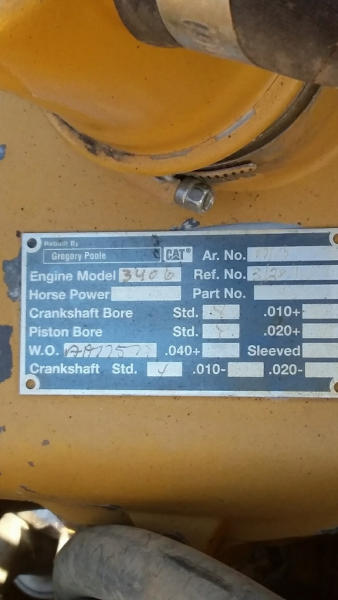 Rebuilt By
Gregory Poole CAT® Ar. No.
Engine Model 3406 Ref. No.
Horse Power Part No.
Crankshaft Bore Std. .010+
Piston Bore Std. .020+
W.O. .040+ Sleeved
Crankshaft Std. .010- .020-